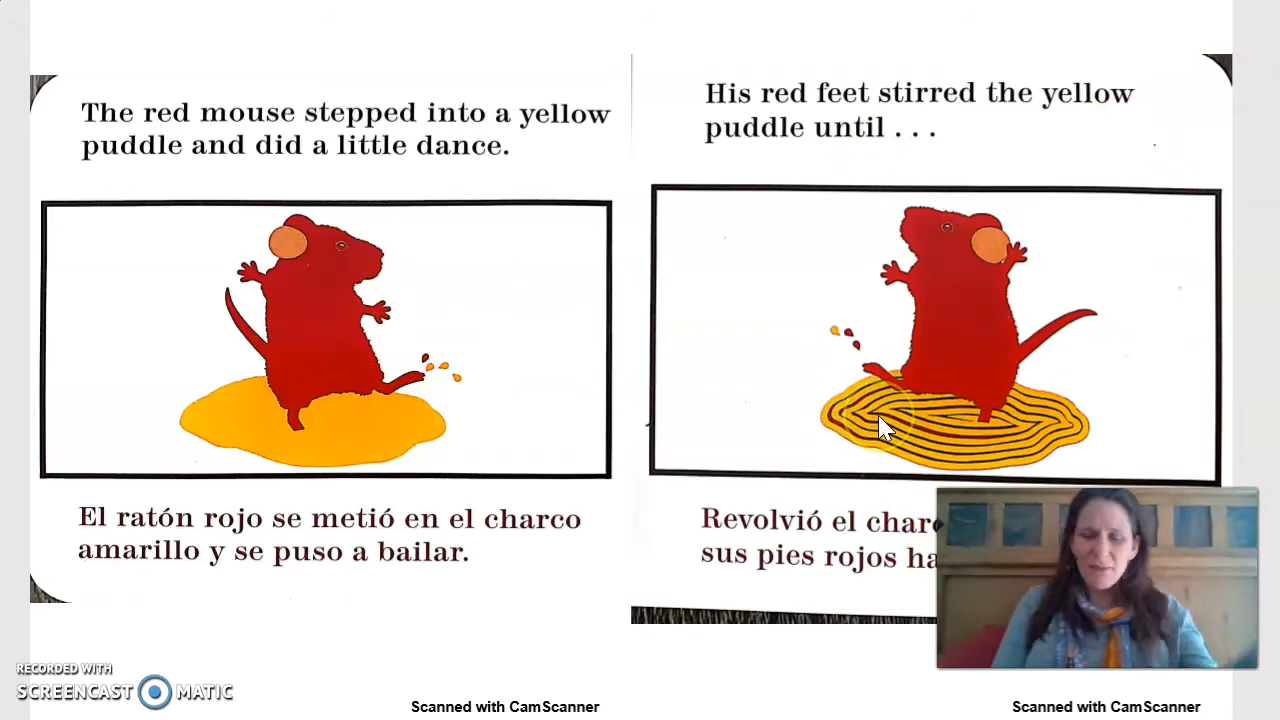 The red mouse stepped into a yellow
puddle and did a little dance.
El ratón rojo se metió en el charco
amarillo y se puso a bailar.
His red feet stirred the yellow
puddle until . . .
Revolvió el
sus pies rojos
RECORDED WITH
SCREENCAST MATIC
Scanned with CamScanner
Scanned with CamScanner